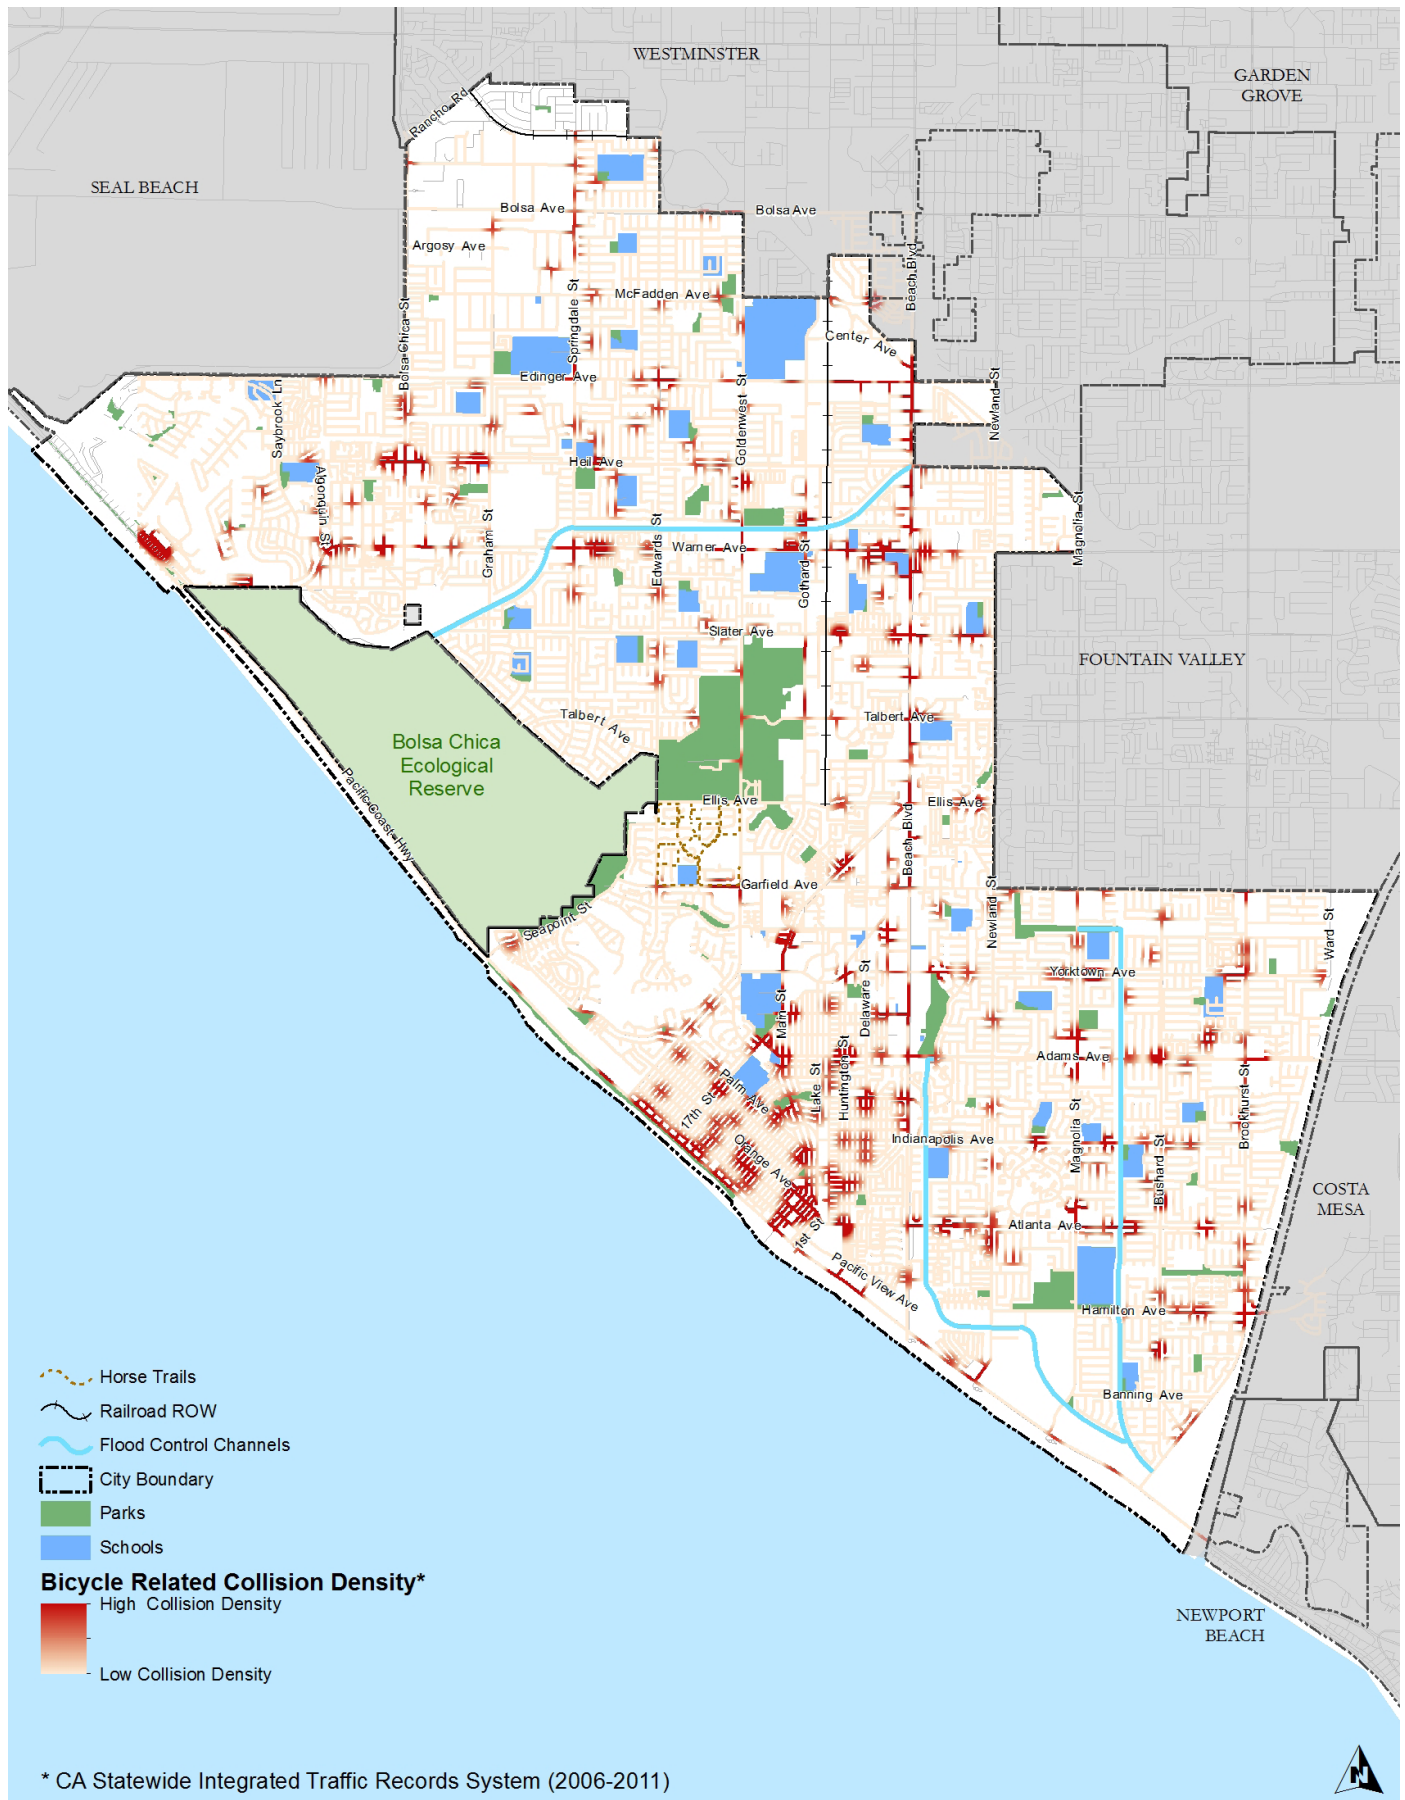 WESTMINSTER
GARDEN
GROVE
Rancho Rd
SEAL BEACH
Bolsa Ave
Bolsa Ave
Argosy Ave
Beach Blvd
McFadden Ave
Springdale St
Bolsa Chica St
Center Ave
Edinger Ave
Saybrook Ln
Goldenwest St
Newland St
Heil Ave
Algonquin St
Magnolia St
Graham St
Edwards St
Warner Ave
Gothard St
Slater Ave
FOUNTAIN VALLEY
Talbert Ave
Talbert Ave
Bolsa Chica
Ecological
Reserve
Pacific Coast Hwy
Ellis Ave
Ellis Ave
Beach Blvd
Garfield Ave
Newland St
Seapoint St
Ward St
Yorktown Ave
Main St
Delaware St
Huntington St
Adams Ave
Lake St
Palm Ave
17th St
Brookhurst St
Magnolia St
Indianapolis Ave
Orange Ave
Bushard St
COSTA
MESA
1st St
Atlanta Ave
Pacific View Ave
Hamilton Ave
Banning Ave
Horse Trails
Railroad ROW
Flood Control Channels
City Boundary
Parks
Schools
Bicycle Related Collision Density*
High Collision Density
Low Collision Density
NEWPORT
BEACH
* CA Statewide Integrated Traffic Records System (2006-2011)
N